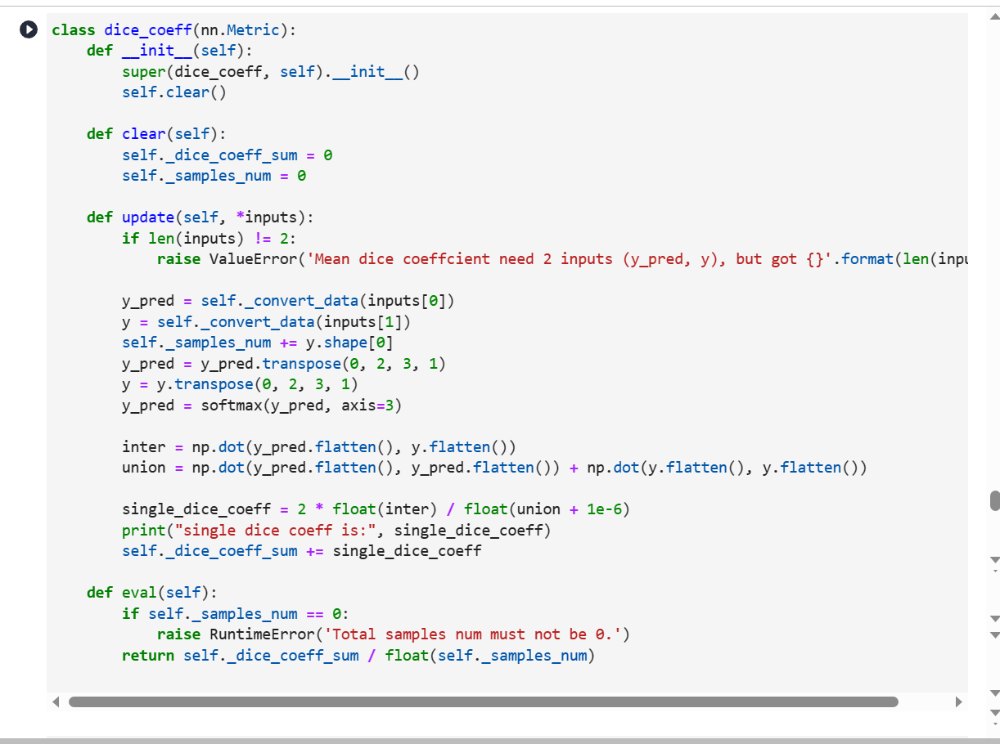 class dice_coeff(nn.Metric):
    def __init__(self):
        super(dice_coeff, self).__init__()
        self.clear()

    def clear(self):
        self._dice_coeff_sum = 0
        self._samples_num = 0

    def update(self, *inputs):
        if len(inputs) != 2:
            raise ValueError('Mean dice coeffcient need 2 inputs (y_pred, y), but got {}'.format(len(inpu

        y_pred = self._convert_data(inputs[0])
        y = self._convert_data(inputs[1])
        self._samples_num += y.shape[0]
        y_pred = y_pred.transpose(0, 2, 3, 1)
        y = y.transpose(0, 2, 3, 1)
        y_pred = softmax(y_pred, axis=3)

        inter = np.dot(y_pred.flatten(), y.flatten())
        union = np.dot(y_pred.flatten(), y_pred.flatten()) + np.dot(y.flatten(), y.flatten())

        single_dice_coeff = 2 * float(inter) / float(union + 1e-6)
        print("single dice coeff is:", single_dice_coeff)
        self._dice_coeff_sum += single_dice_coeff

    def eval(self):
        if self._samples_num == 0:
            raise RuntimeError('Total samples num must not be 0.')
        return self._dice_coeff_sum / float(self._samples_num)